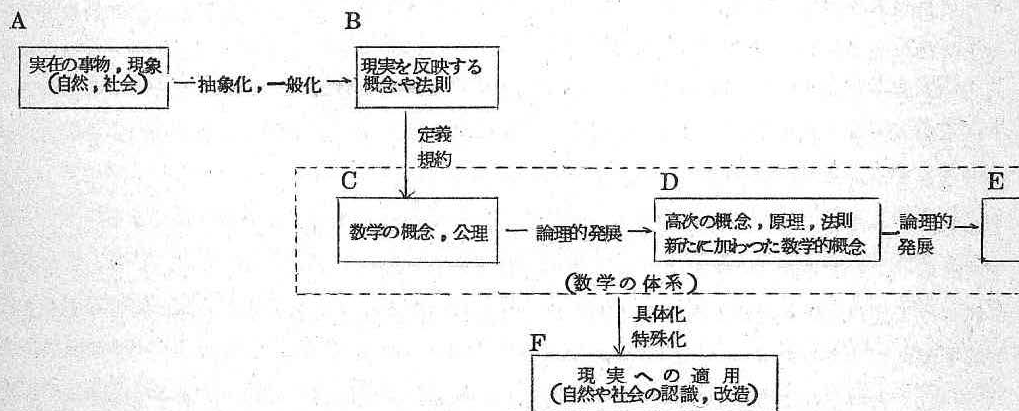 A
実在の事物，現象
(自然，社会)
抽象化，一般化
B
現実を反映する
概念や法則
定義
規約
C
数学の概念，公理
論理的発展
D
高次の概念，原理，法則
新たに加わつた数学的概念
論理的
発展
E
(数学の体系)
具体化
特殊化
F
現実への適用
(自然や社会の認識，改造)